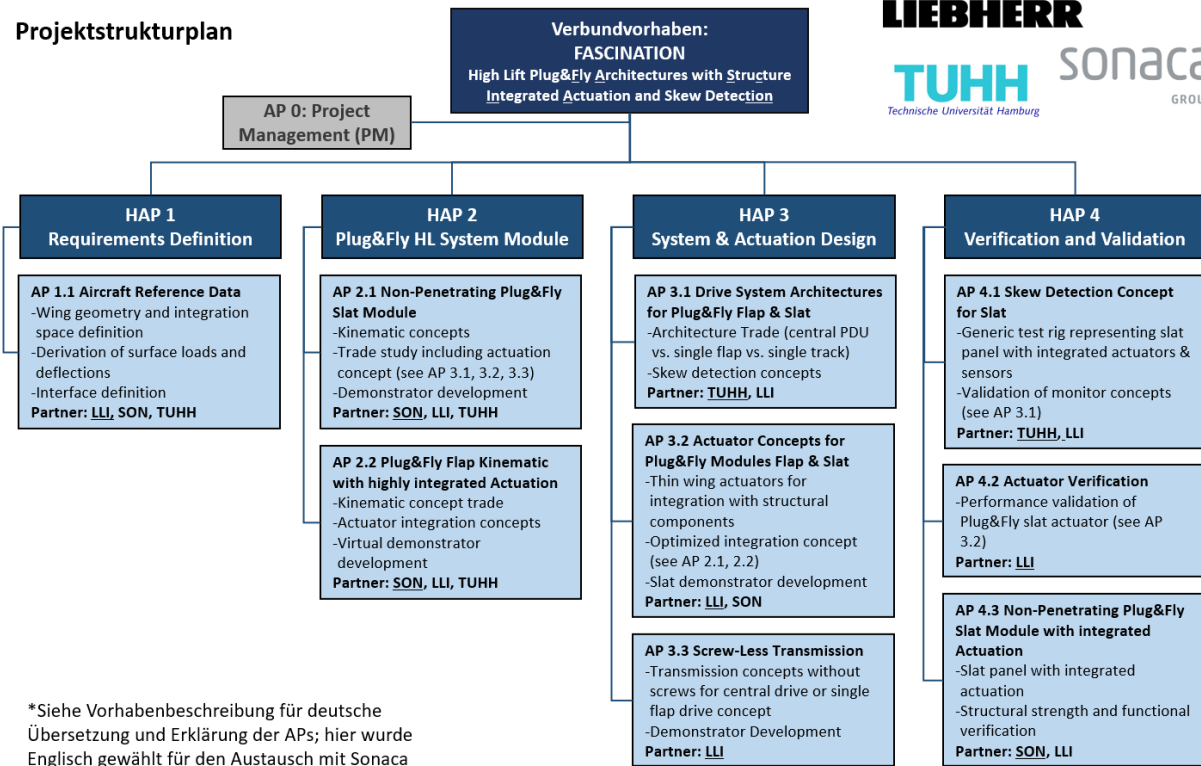 Projektstrukturplan
Verbundvorhaben:
FASCINATION
High Lift Plug&Fly Architectures with Structure
Integrated Actuation and Skew Detection
LIEBHERR
TUHH
Technische Universität Hamburg
sonaca
GROU
AP 0: Project
Management (PM)
HAP 1
Requirements Definition
AP 1.1 Aircraft Reference Data
-Wing geometry and integration
space definition
-Derivation of surface loads and
deflections
-Interface definition
Partner: LLI, SON, TUHH
HAP 2
Plug&Fly HL System Module
AP 2.1 Non-Penetrating Plug&Fly
Slat Module
-Kinematic concepts
-Trade study including actuation
concept (see AP 3.1, 3.2, 3.3)
-Demonstrator development
Partner: SON, LLI, TUHH
AP 2.2 Plug&Fly Flap Kinematic
with highly integrated Actuation
-Kinematic concept trade
-Actuator integration concepts
-Virtual demonstrator
development
Partner: SON, LLI, TUHH
HAP 3
System & Actuation Design
AP 3.1 Drive System Architectures
for Plug&Fly Flap & Slat
-Architecture Trade (central PDU
vs. single flap vs. single track)
-Skew detection concepts
Partner: TUHH, LLI
AP 3.2 Actuator Concepts for
Plug&Fly Modules Flap & Slat
-Thin wing actuators for
integration with structural
components
-Optimized integration concept
(see AP 2.1, 2.2)
-Slat demonstrator development
Partner: LLI, SON
AP 3.3 Screw-Less Transmission
-Transmission concepts without
screws for central drive or single
flap drive concept
-Demonstrator Development
Partner: LLI
HAP 4
Verification and Validation
AP 4.1 Skew Detection Concept
for Slat
-Generic test rig representing slat
panel with integrated actuators &
sensors
-Validation of monitor concepts
(see AP 3.1)
Partner: TUHH, LLI
AP 4.2 Actuator Verification
-Performance validation of
Plug&Fly slat actuator (see AP
3.2)
Partner: LLI
AP 4.3 Non-Penetrating Plug&Fly
Slat Module with integrated
Actuation
-Slat panel with integrated
actuation
-Structural strength and functional
verification
Partner: SON, LLI
*Siehe Vorhabenbeschreibung für deutsche
Übersetzung und Erklärung der APs; hier wurde
Englisch gewählt für den Austausch mit Sonaca